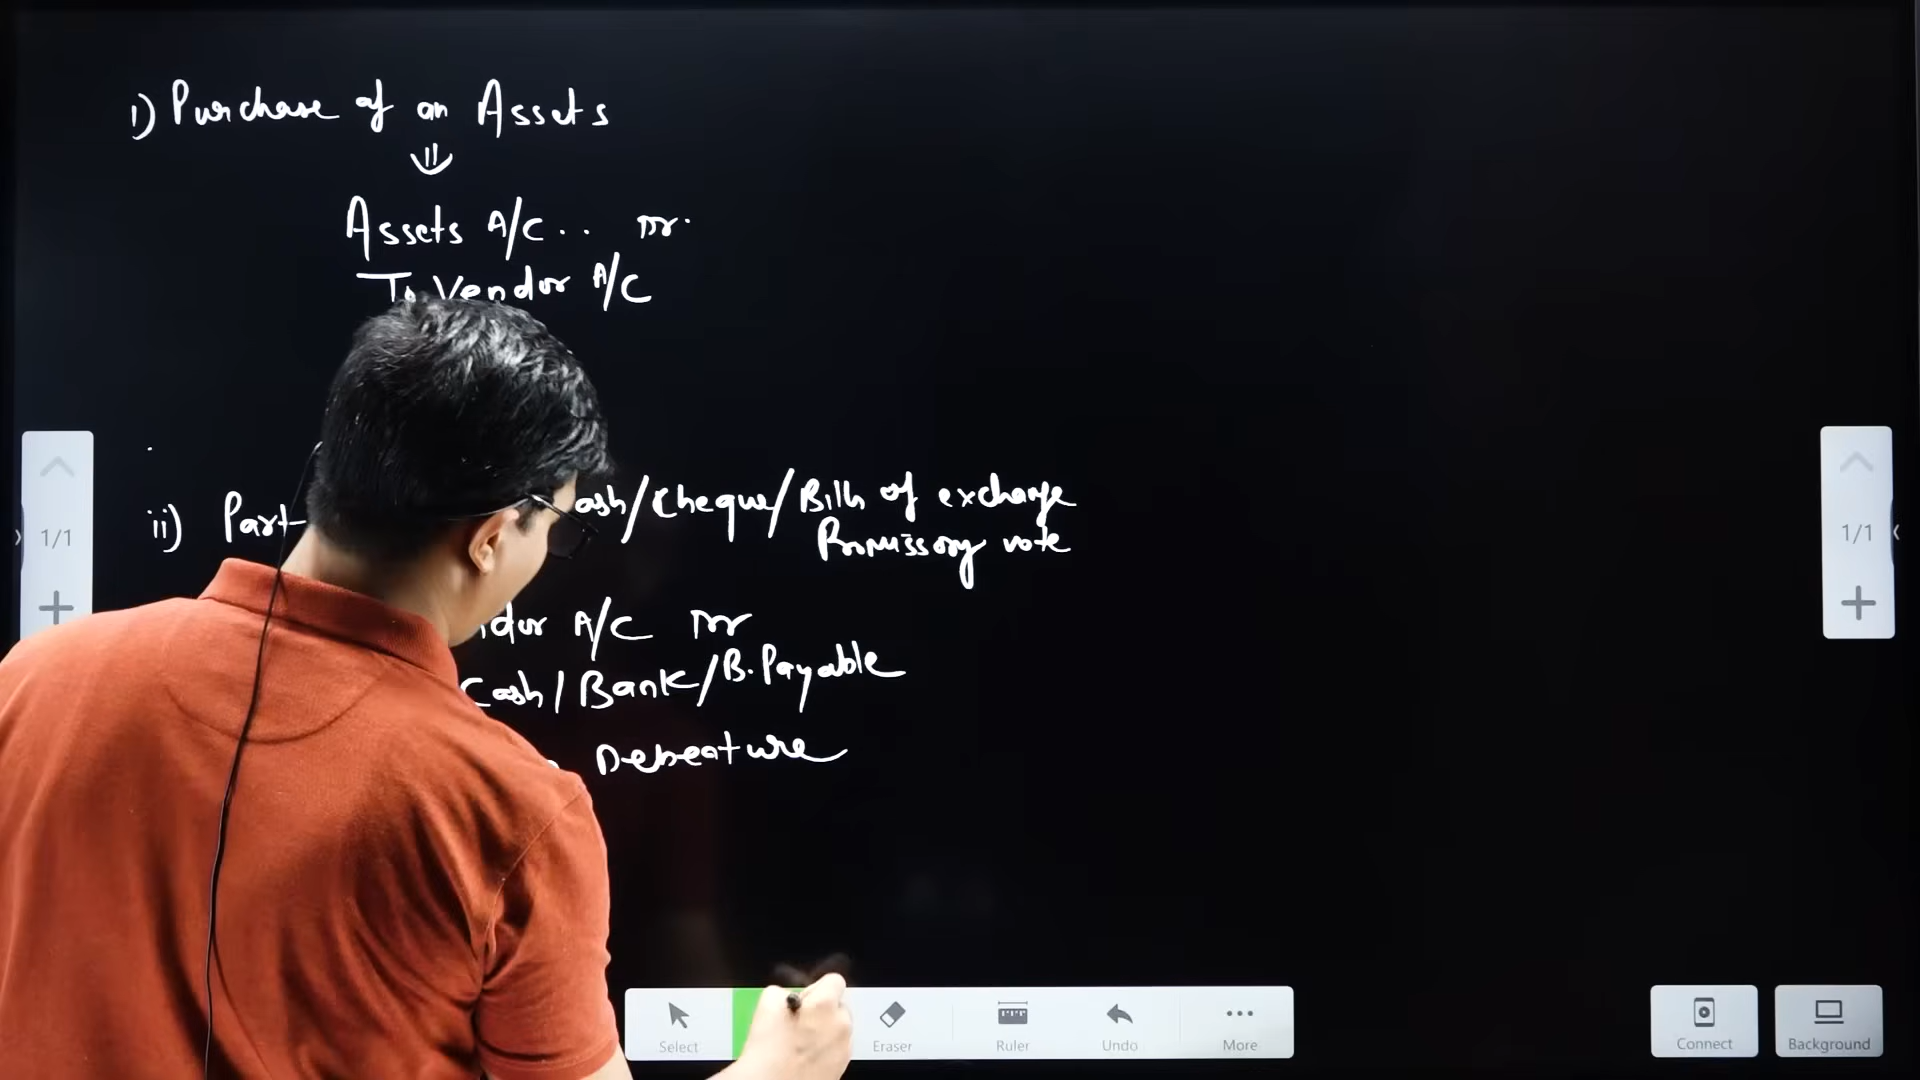 1) Purchase of an Assets
Assets A/C .. Dr.
To Vendor A/C
ii) Part- ash/Cheque/Bills of exchange
Promissory note
ndor A/C Dr
Cash/Bank/B.Payable
Debenture
1/1
1/1
Select
Eraser
Ruler
Undo
More
Connect
Background